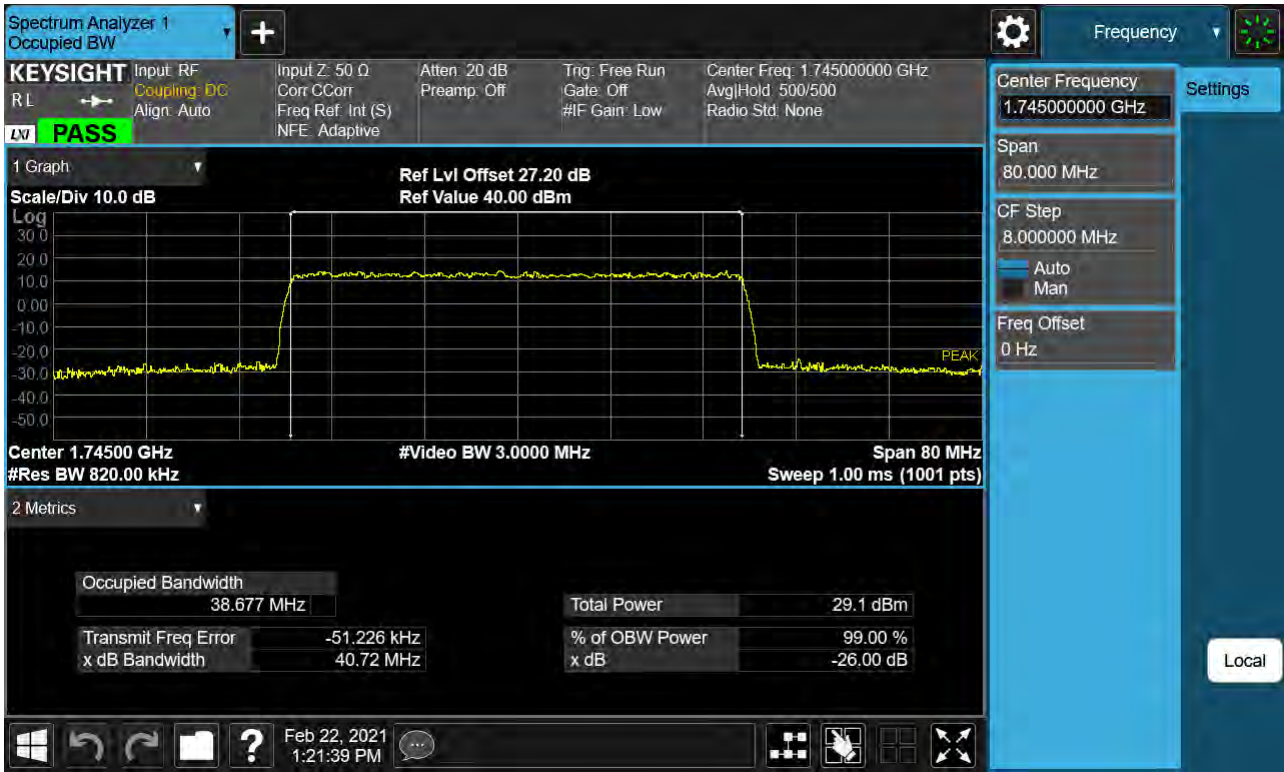 Spectrum Analyzer 1
Occupied BW
Frequency
KEYSIGHT
R L
LXI
PASS
Input: RF
Coupling: DC
Align: Auto
Input Z: 50 Ω
Corr CCorr
Freq Ref: Int (S)
NFE: Adaptive
Atten: 20 dB
Preamp: Off
Trig: Free Run
Gate: Off
#IF Gain: Low
Center Freq: 1.745000000 GHz
Avg|Hold: 500/500
Radio Std: None
Center Frequency
1.745000000 GHz
Settings
Span
80.000 MHz
CF Step
8.000000 MHz
Auto
Man
Freq Offset
0 Hz
Local
1 Graph
Scale/Div 10.0 dB
Ref Lvl Offset 27.20 dB
Ref Value 40.00 dBm
Log
30.0
20.0
10.0
0.00
-10.0
-20.0
-30.0
-40.0
-50.0
PEAK
Center 1.74500 GHz
#Video BW 3.0000 MHz
Span 80 MHz
#Res BW 820.00 kHz
Sweep 1.00 ms (1001 pts)
2 Metrics
Occupied Bandwidth
38.677 MHz
Total Power 29.1 dBm
Transmit Freq Error -51.226 kHz
% of OBW Power 99.00 %
x dB Bandwidth 40.72 MHz
x dB -26.00 dB
Feb 22, 2021
1:21:39 PM